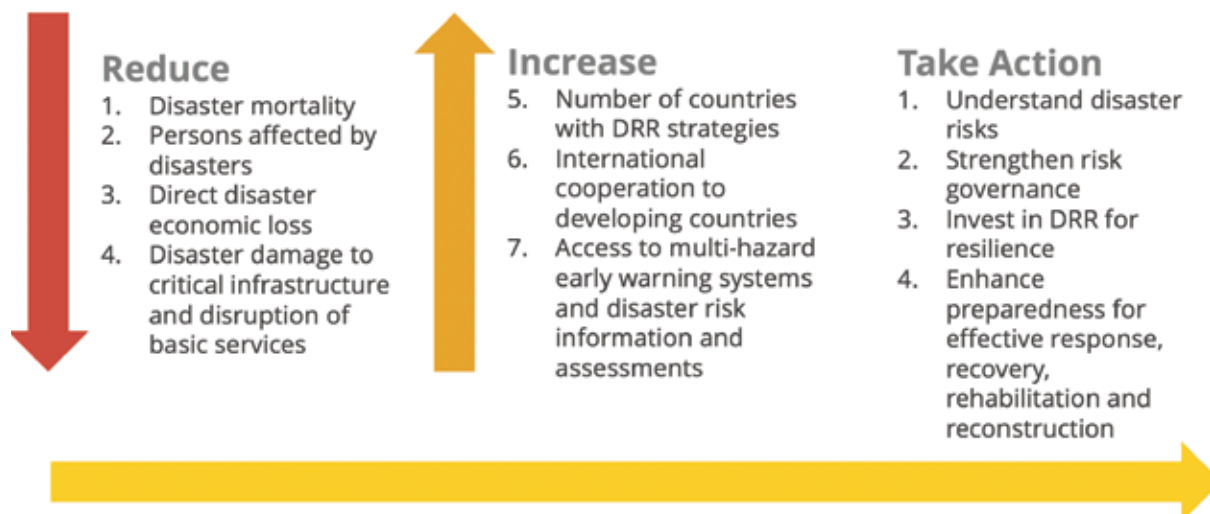 Reduce
1. Disaster mortality
2. Persons affected by
disasters
3. Direct disaster
economic loss
4. Disaster damage to
critical infrastructure
and disruption of
basic services
Increase
5. Number of countries
with DRR strategies
6. International
cooperation to
developing countries
7. Access to multi-hazard
early warning systems
and disaster risk
information and
assessments
Take Action
1. Understand disaster
risks
2. Strengthen risk
governance
3. Invest in DRR for
resilience
4. Enhance
preparedness for
effective response,
recovery,
rehabilitation and
reconstruction